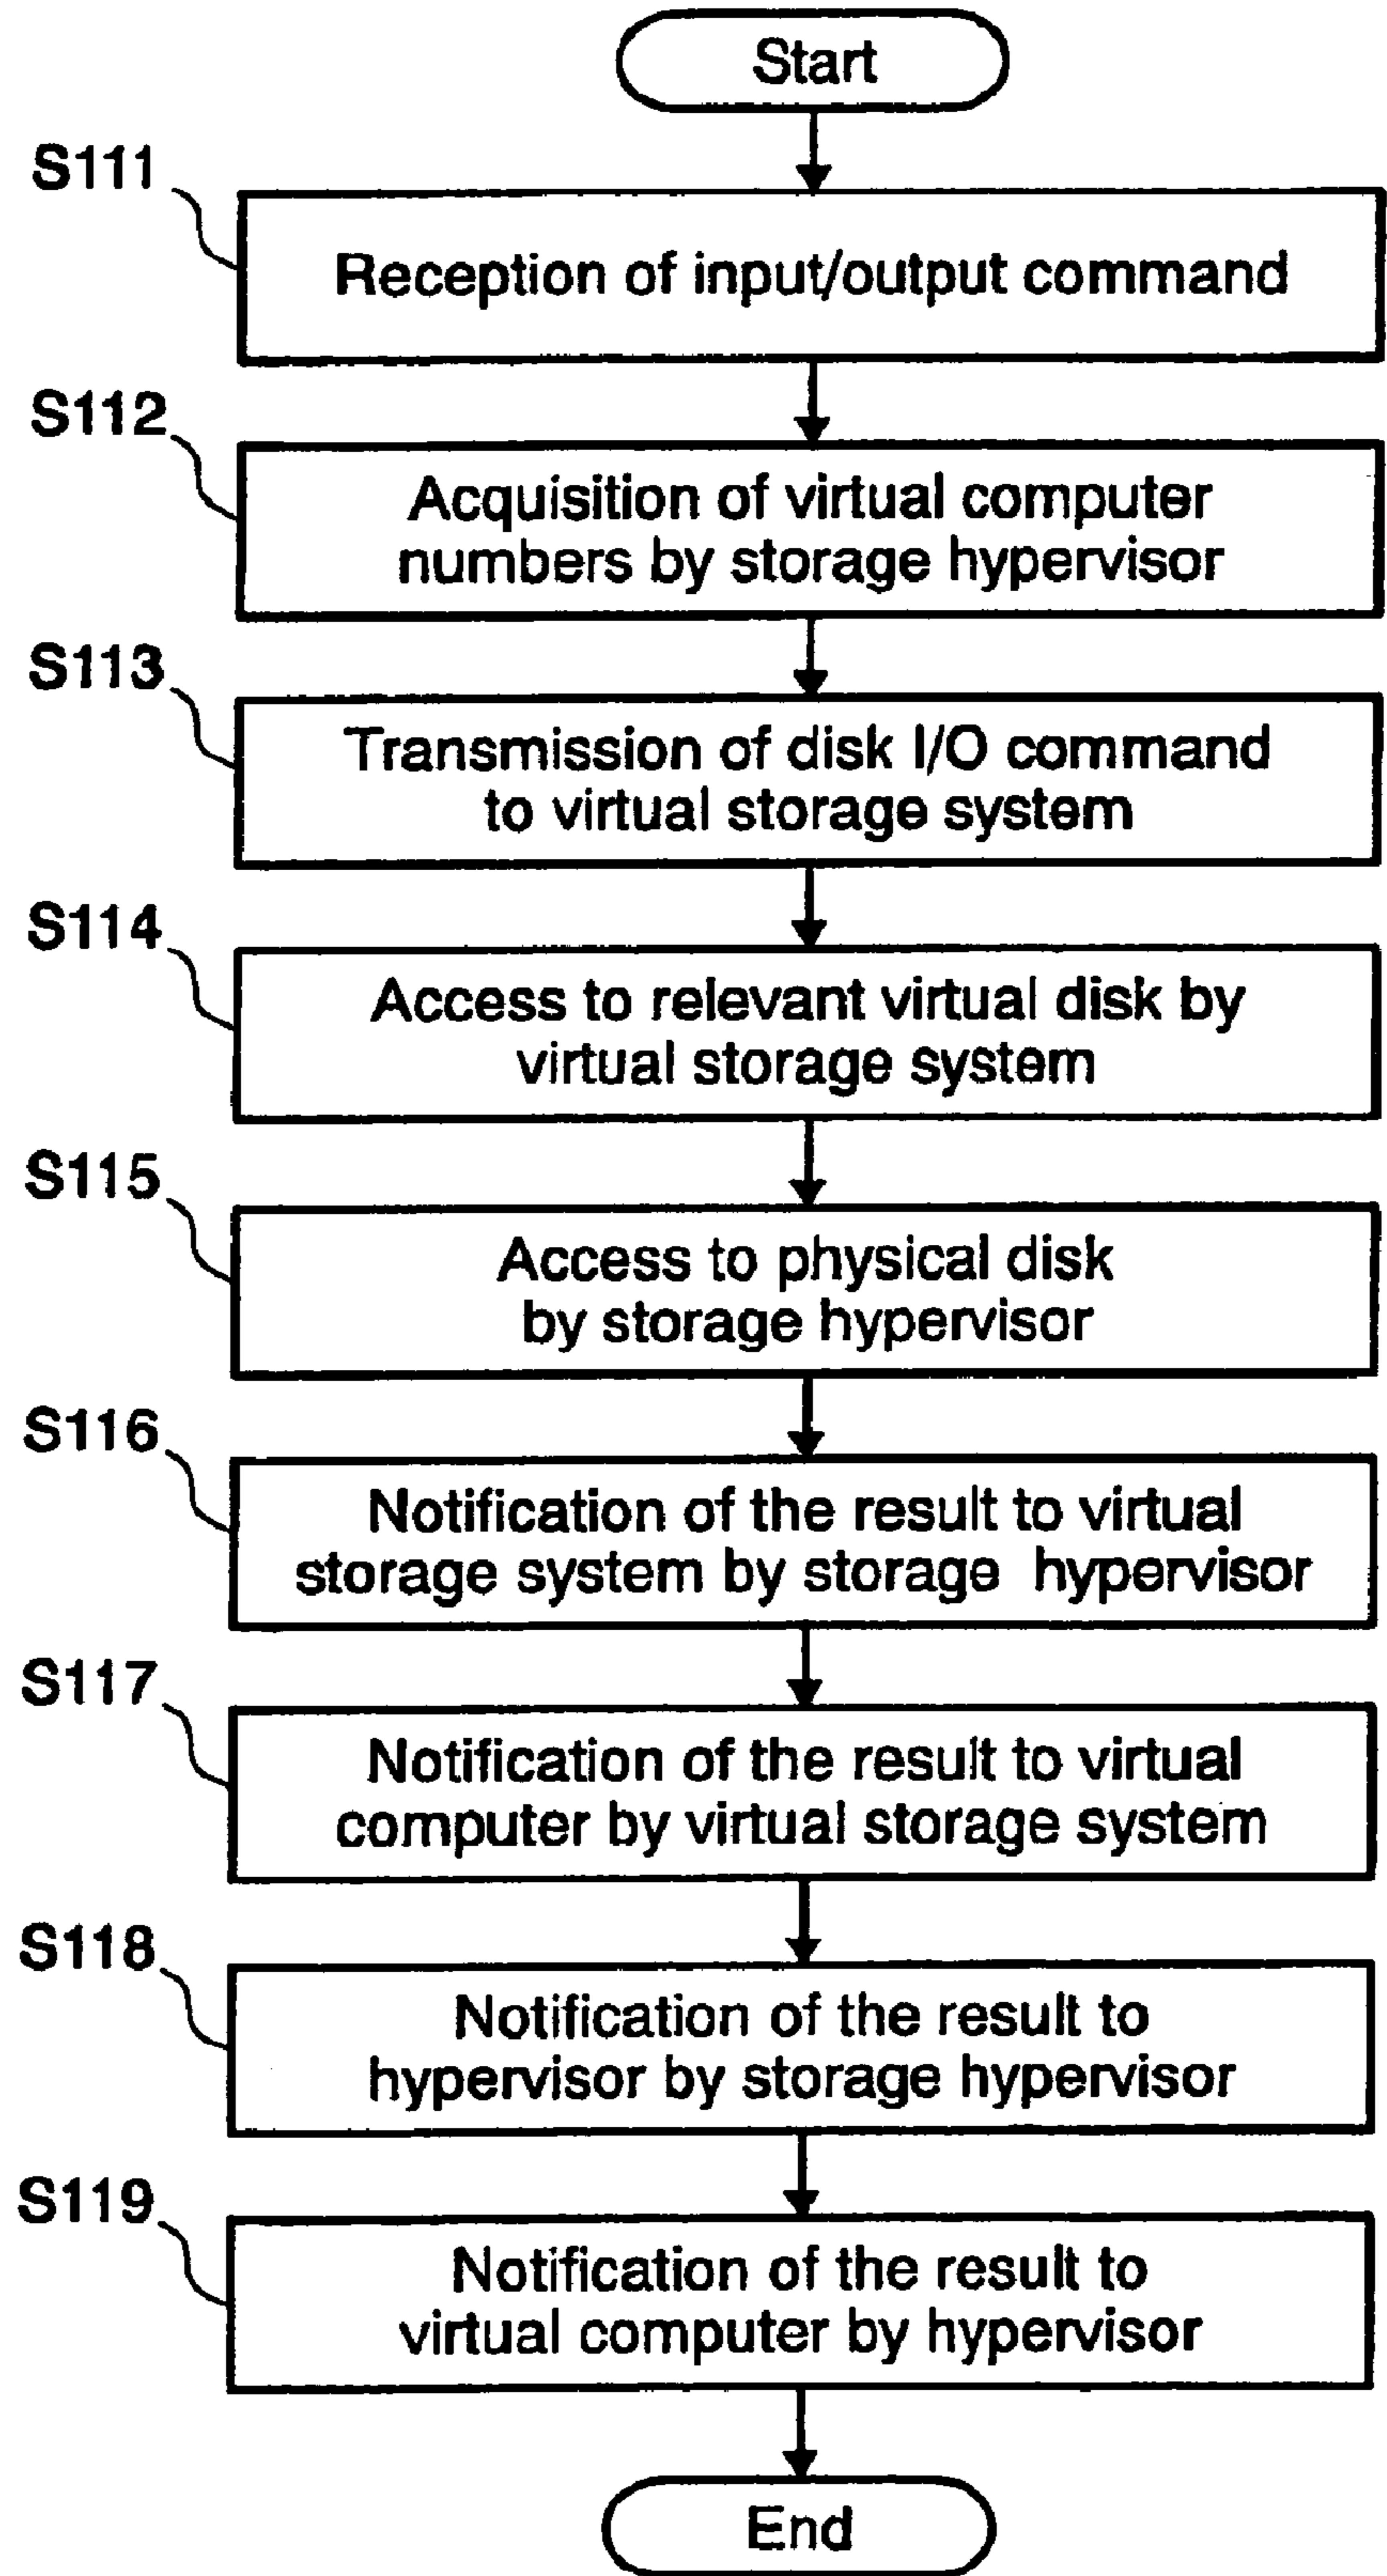 Start
S111
Reception of input/output command
S112
Acquisition of virtual computer
numbers by storage hypervisor
S113
Transmission of disk I/O command
to virtual storage system
S114
Access to relevant virtual disk by
virtual storage system
S115
Access to physical disk
by storage hypervisor
S116
Notification of the result to virtual
storage system by storage hypervisor
S117
Notification of the result to virtual
computer by virtual storage system
S118
Notification of the result to
hypervisor by storage hypervisor
S119
Notification of the result to
virtual computer by hypervisor
End